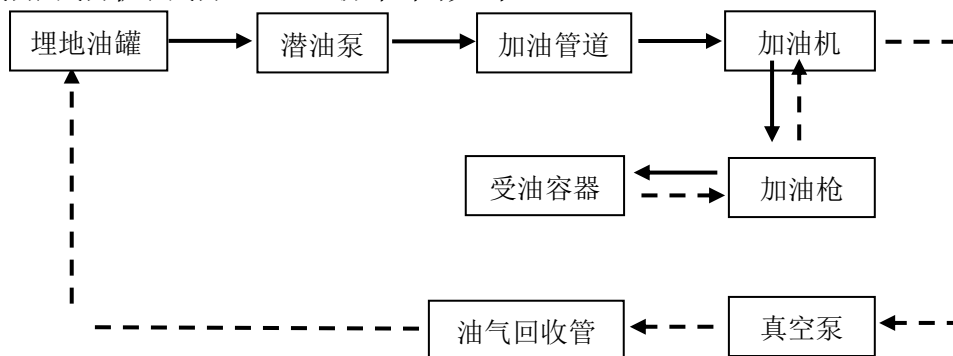 埋地油罐
潜油泵
加油管道
加油机
受油容器
加油枪
油气回收管
真空泵